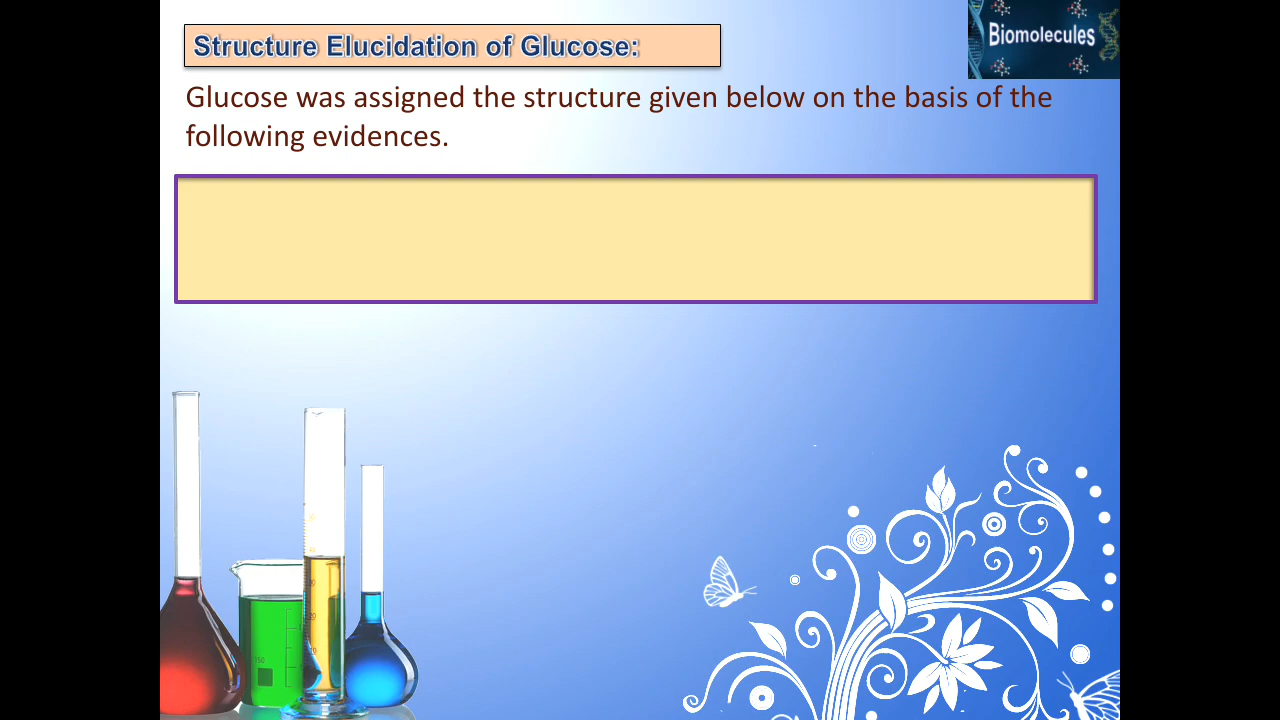 Structure Elucidation of Glucose:
Biomolecules
Glucose was assigned the structure given below on the basis of the
following evidences.